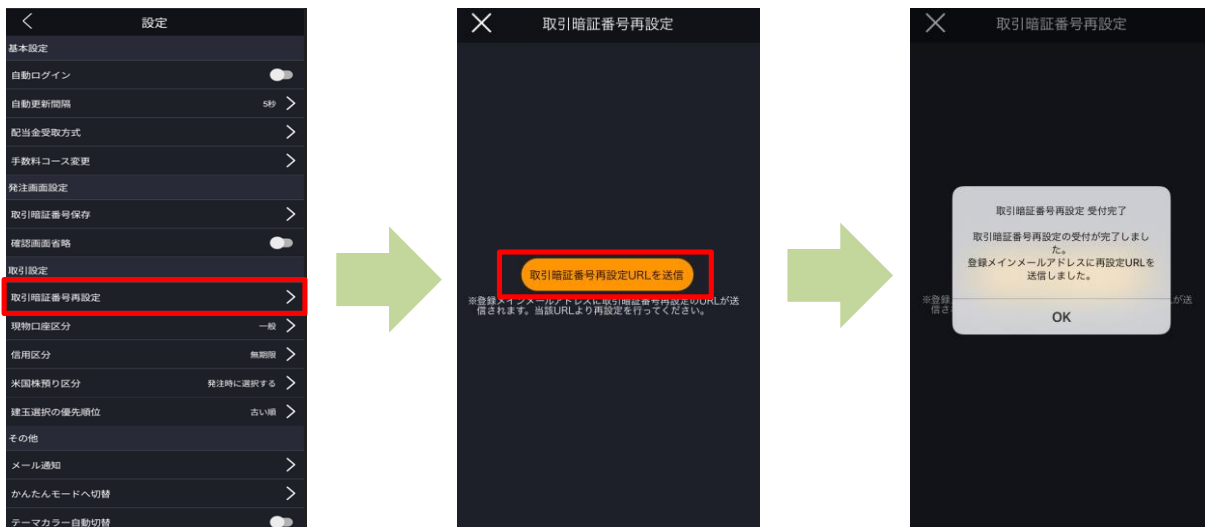 設定
基本設定
自動ログイン
自動更新間隔 5秒
配当金受取方式
手数料コース変更
発注画面設定
取引暗証番号保存
確認画面省略
取引設定
取引暗証番号再設定
現物口座区分 一般
信用区分 無期限
米国株預り区分 発注時に選択する
建玉選択の優先順位 古い順
その他
メール通知
かんたんモードへ切替
テーマカラー自動切替
取引暗証番号再設定
取引暗証番号再設定URLを送信
※登録メインメールアドレスに取引暗証番号再設定のURLが送
信されます。当該URLより再設定を行ってください。
取引暗証番号再設定
取引暗証番号再設定 受付完了
取引暗証番号再設定の受付が完了しまし
た。
登録メインメールアドレスに再設定URLを
送信しました。
※登録 が送
信さ
OK